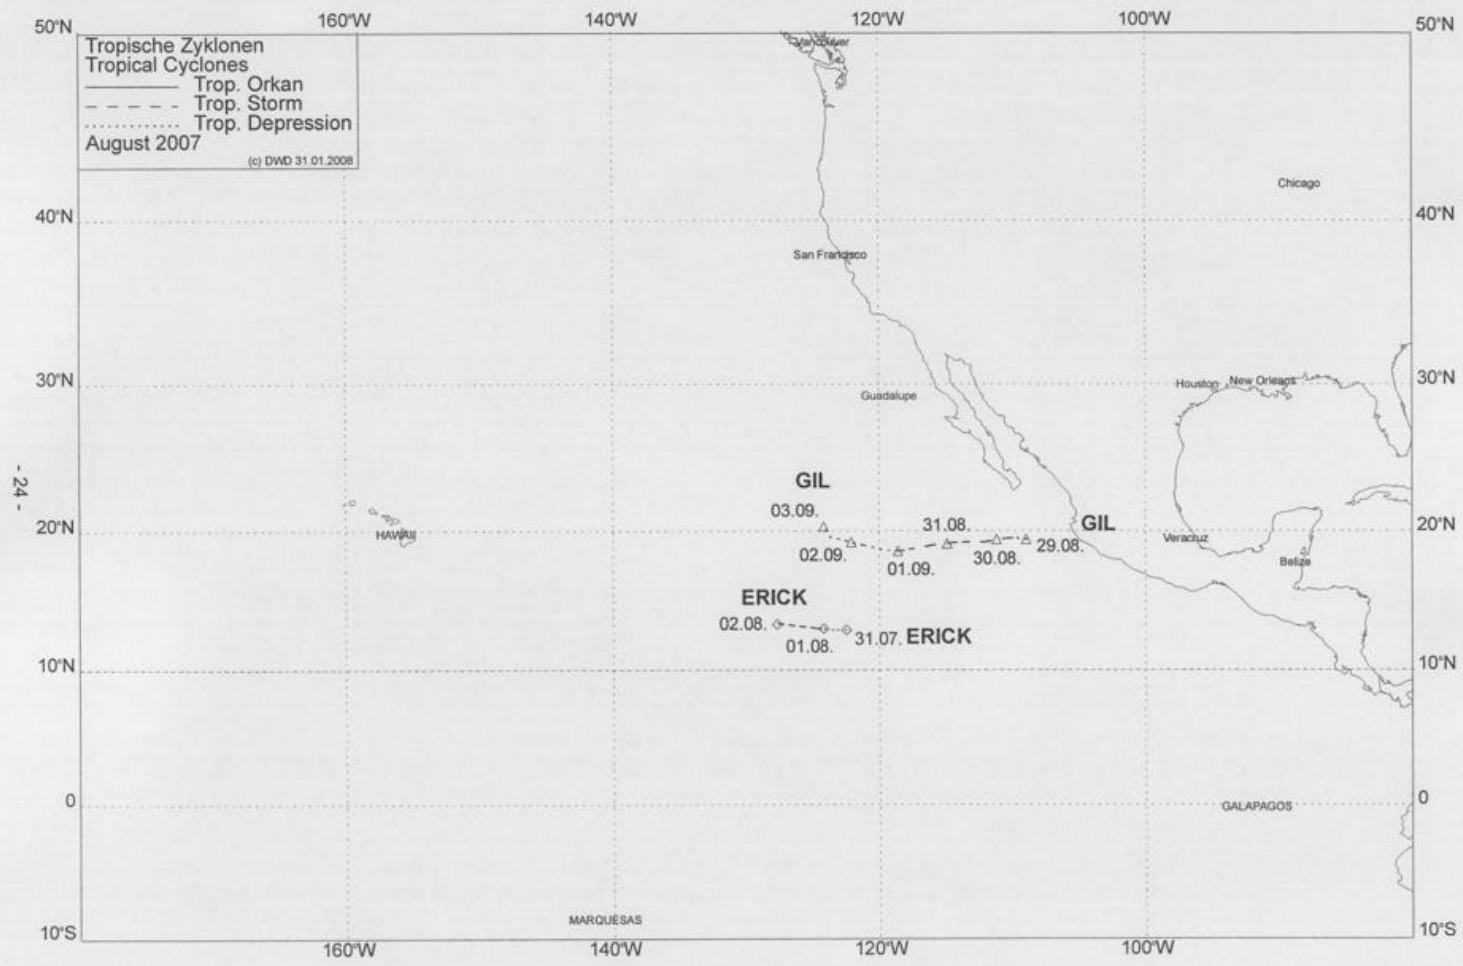 160°W 140°W 120°W 100°W
50°N 50°N
Tropische Zyklonen
Tropical Cyclones
Trop. Orkan
Trop. Storm
Trop. Depression
August 2007
(c) DWD 31.01.2008
Vancouver
Chicago
40°N 40°N
San Francisco
30°N 30°N
Houston New Orleans
Guadalupe
- 24 -
GIL
03.09. 31.08. GIL
20°N 20°N
HAWAII 02.09. 01.09. 30.08. 29.08. Veracruz
Belize
ERICK
02.08. 01.08. 31.07. ERICK
10°N 10°N
0 0
GALAPAGOS
MARQUESAS
10°S 10°S
160°W 140°W 120°W 100°W